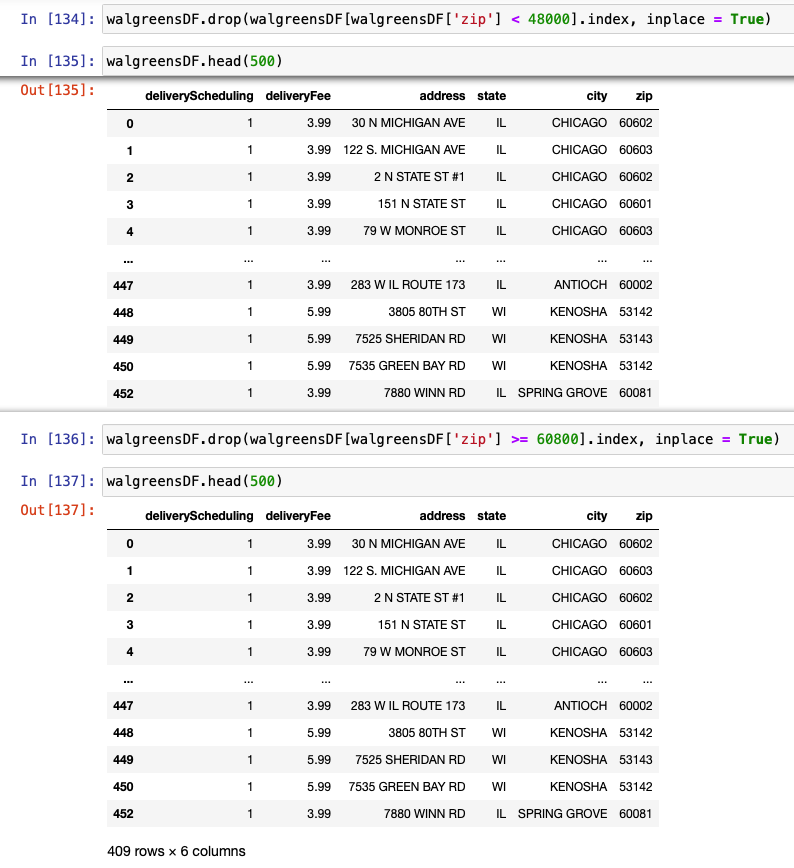 In [134]: walgreensDF.drop(walgreensDF[walgreensDF['zip'] < 48000].index, inplace = True)
In [135]: walgreensDF.head(500)
Out[135]:
deliveryScheduling deliveryFee address state city zip
0 1 3.99 30 N MICHIGAN AVE IL CHICAGO 60602
1 1 3.99 122 S. MICHIGAN AVE IL CHICAGO 60603
2 1 3.99 2 N STATE ST #1 IL CHICAGO 60602
3 1 3.99 151 N STATE ST IL CHICAGO 60601
4 1 3.99 79 W MONROE ST IL CHICAGO 60603
... ... ... ... ... ... ...
447 1 3.99 283 W IL ROUTE 173 IL ANTIOCH 60002
448 1 5.99 3805 80TH ST WI KENOSHA 53142
449 1 5.99 7525 SHERIDAN RD WI KENOSHA 53143
450 1 5.99 7535 GREEN BAY RD WI KENOSHA 53142
452 1 3.99 7880 WINN RD IL SPRING GROVE 60081
In [136]: walgreensDF.drop(walgreensDF[walgreensDF['zip'] >= 60800].index, inplace = True)
In [137]: walgreensDF.head(500)
Out[137]:
deliveryScheduling deliveryFee address state city zip
0 1 3.99 30 N MICHIGAN AVE IL CHICAGO 60602
1 1 3.99 122 S. MICHIGAN AVE IL CHICAGO 60603
2 1 3.99 2 N STATE ST #1 IL CHICAGO 60602
3 1 3.99 151 N STATE ST IL CHICAGO 60601
4 1 3.99 79 W MONROE ST IL CHICAGO 60603
... ... ... ... ... ... ...
447 1 3.99 283 W IL ROUTE 173 IL ANTIOCH 60002
448 1 5.99 3805 80TH ST WI KENOSHA 53142
449 1 5.99 7525 SHERIDAN RD WI KENOSHA 53143
450 1 5.99 7535 GREEN BAY RD WI KENOSHA 53142
452 1 3.99 7880 WINN RD IL SPRING GROVE 60081
409 rows × 6 columns